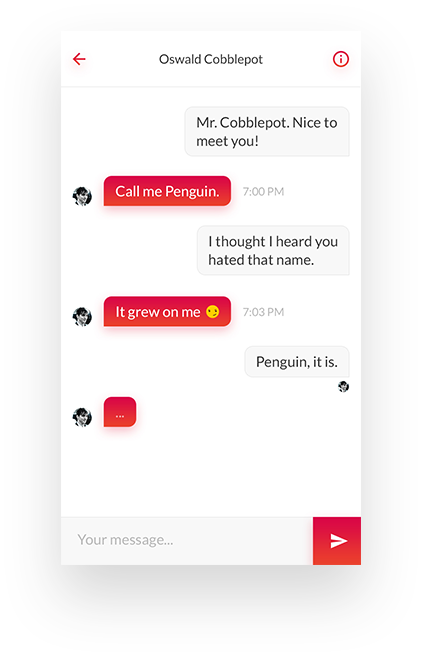 Oswald Cobblepot
Mr. Cobblepot. Nice to
meet you!
Call me Penguin.
7:00 PM
I thought I heard you
hated that name.
It grew on me 😏
7:03 PM
Penguin, it is.
...
Your message...